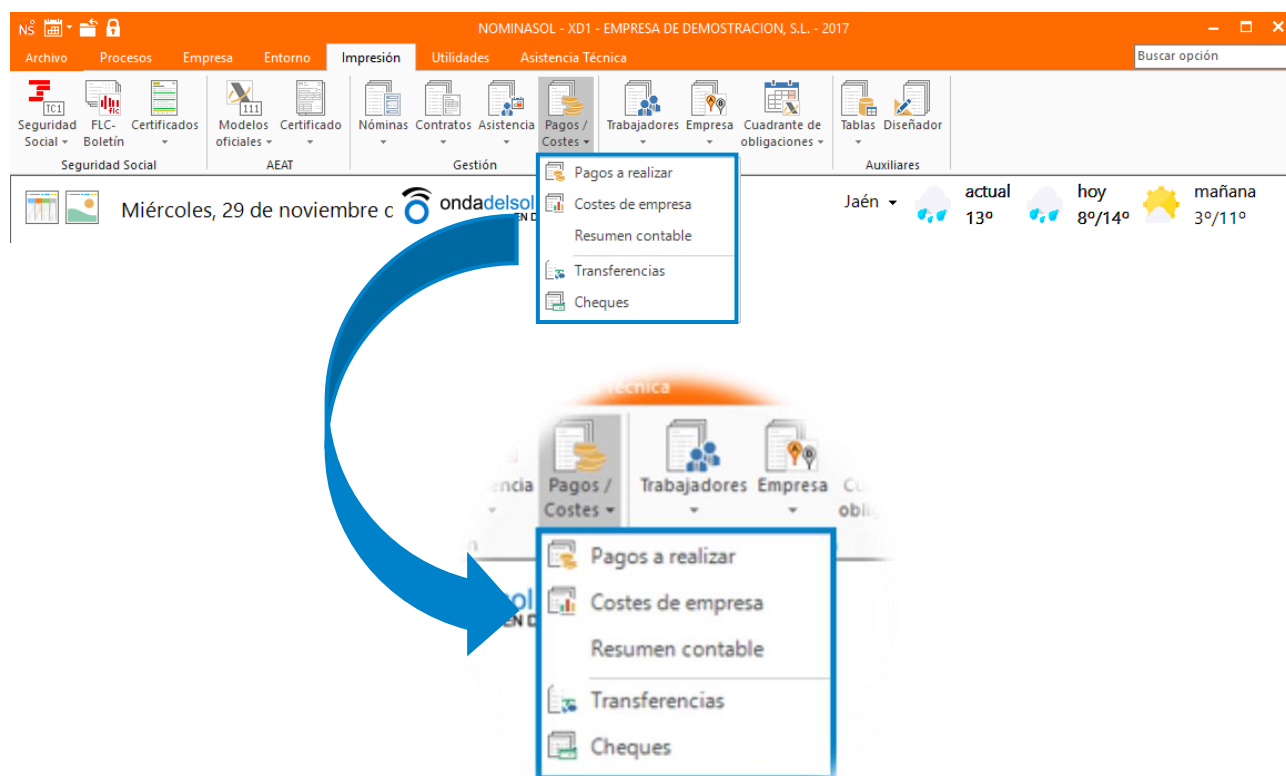 NOMINASOL - XD1 - EMPRESA DE DEMOSTRACION, S.L. - 2017
Archivo Procesos Empresa Entorno Impresión Utilidades Asistencia Técnica Buscar opción
TC1 flc 111
Seguridad Social FLC-Boletín Certificados Modelos oficiales Certificado Nóminas Contratos Asistencia Pagos / Costes Trabajadores Empresa Cuadrante de obligaciones Tablas Diseñador
Seguridad Social AEAT Gestión Auxiliares
Miércoles, 29 de noviembre d
ondadelsol
EN D
Jaén
actual
13º
hoy
8º/14º
mañana
3º/11º
Pagos a realizar
Costes de empresa
Resumen contable
Transferencias
Cheques
écnica
encia Pagos / Costes Trabajadores Empresa
Pagos a realizar
Costes de empresa
Resumen contable
Transferencias
Cheques